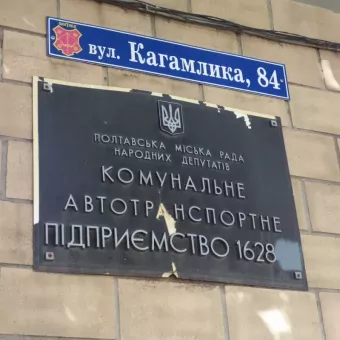 вул. Кагамлика, 84
ПОЛТАВСЬКА МІСЬКА РАДА
НАРОДНИХ ДЕПУТАТІВ
КОМУНАЛЬНЕ
АВТОТРАНСПОРТНЕ
ПІДПРИЄМСТВО 1628